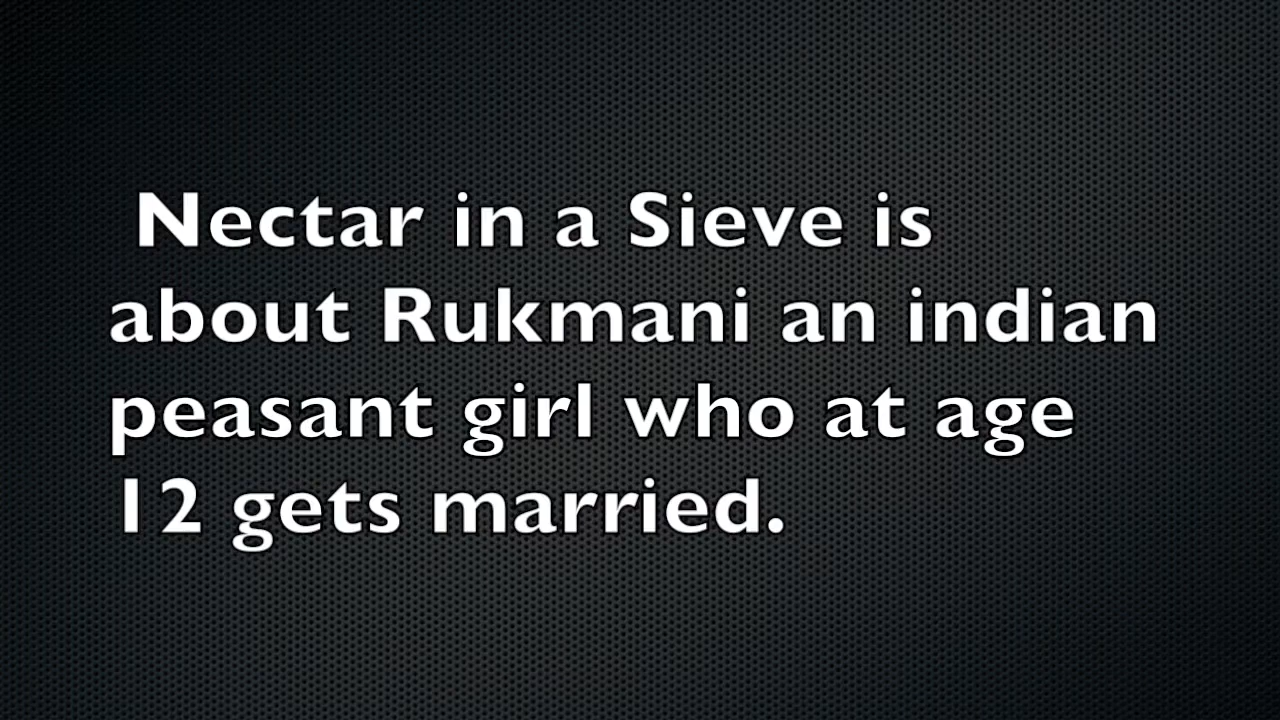 Nectar in a Sieve is
about Rukmani an indian
peasant girl who at age
12 gets married.